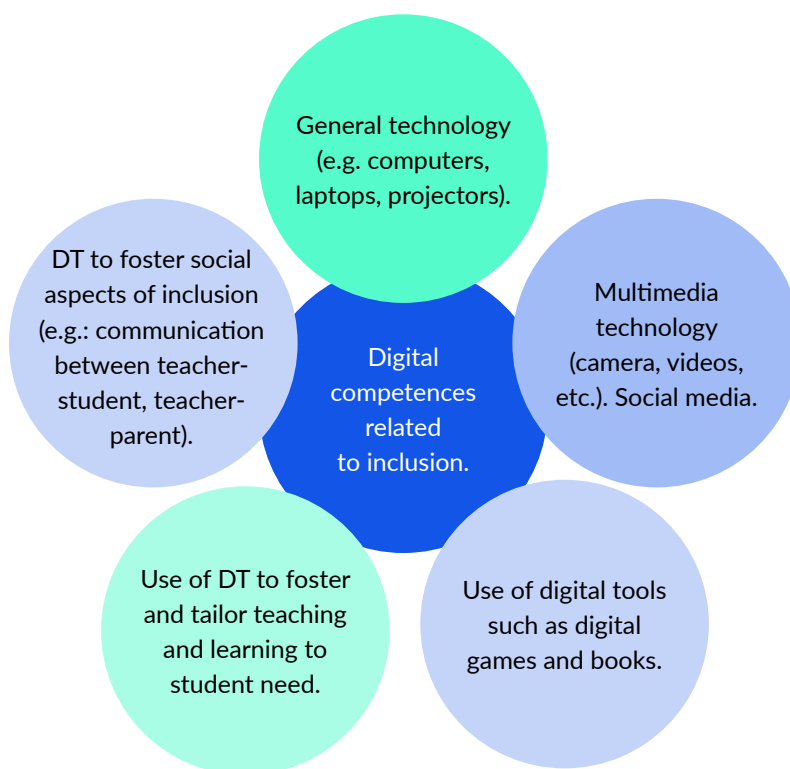 General technology
(e.g. computers,
laptops, projectors).
DT to foster social
aspects of inclusion
(e.g.: communication
between teacher-
student, teacher-
parent).
Multimedia
technology
(camera, videos,
etc.). Social media.
Digital
competences
related
to inclusion.
Use of DT to foster
and tailor teaching
and learning to
student need.
Use of digital tools
such as digital
games and books.